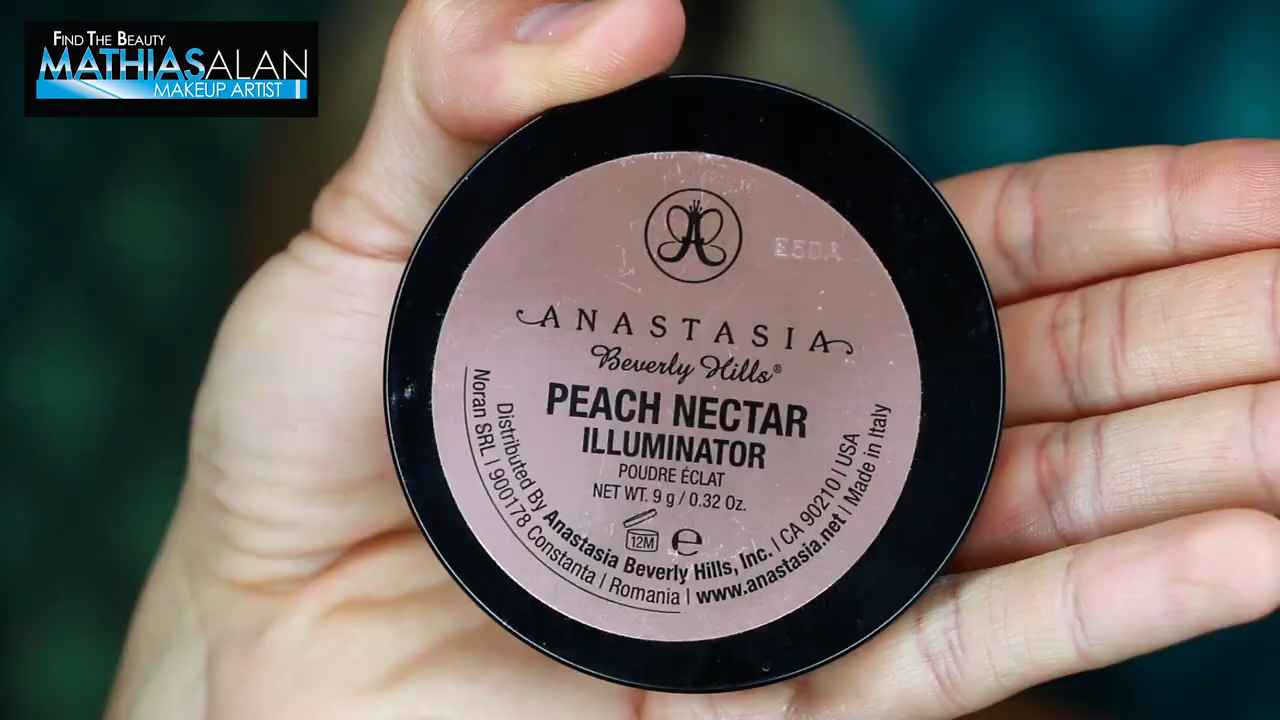 FIND THE BEAUTY
MATHIASALAN
MAKEUP ARTIST
E5DA
ANASTASIA
Beverly Hills®
PEACH NECTAR
ILLUMINATOR
POUDRE ÉCLAT
NET WT. 9 g / 0.32 Oz.
12M e
Distributed By Anastasia Beverly Hills, Inc. | CA 90210 | USA
Noran SRL | 900178 Constanta | Romania | www.anastasia.net | Made in Italy